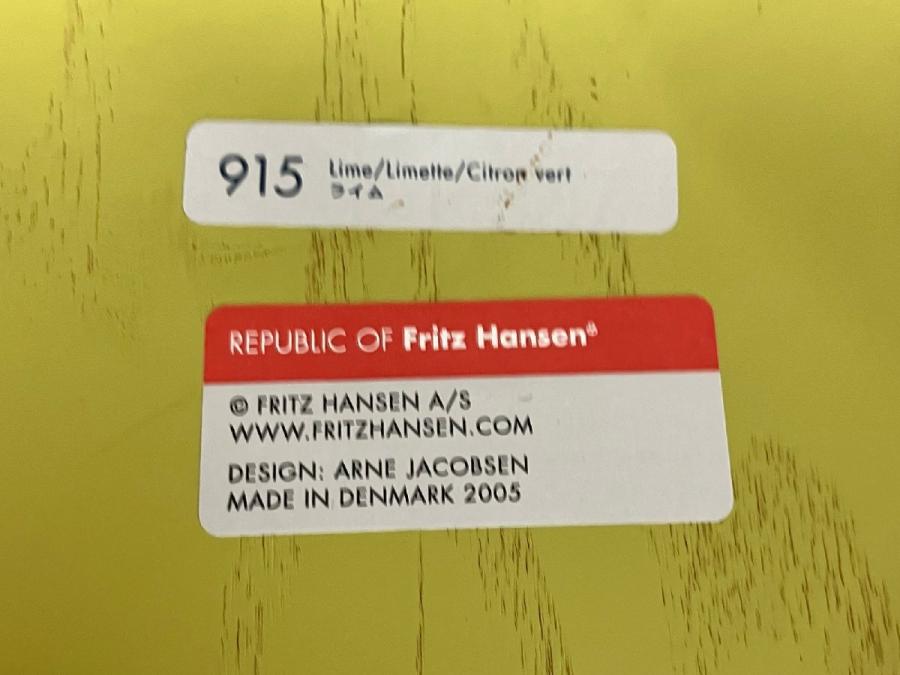 915 Lime/Limette/Citron vert
ライム
REPUBLIC OF Fritz Hansen®
© FRITZ HANSEN A/S
WWW.FRITZHANSEN.COM
DESIGN: ARNE JACOBSEN
MADE IN DENMARK 2005